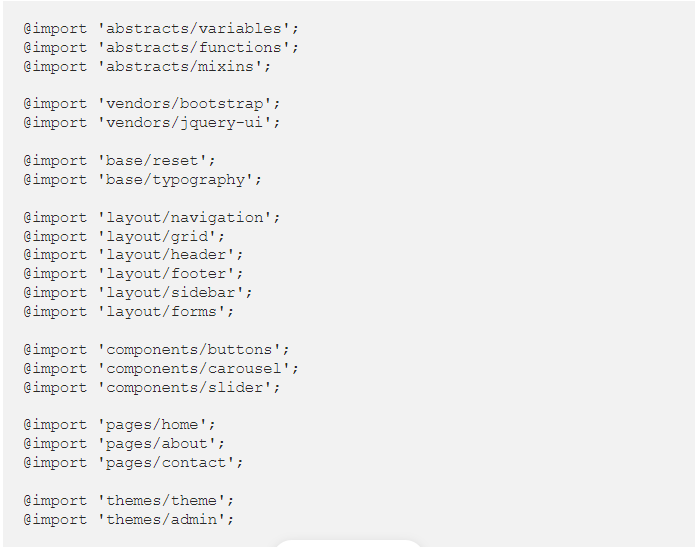 @import 'abstracts/variables';
@import 'abstracts/functions';
@import 'abstracts/mixins';
@import 'vendors/bootstrap';
@import 'vendors/jquery-ui';
@import 'base/reset';
@import 'base/typography';
@import 'layout/navigation';
@import 'layout/grid';
@import 'layout/header';
@import 'layout/footer';
@import 'layout/sidebar';
@import 'layout/forms';
@import 'components/buttons';
@import 'components/carousel';
@import 'components/slider';
@import 'pages/home';
@import 'pages/about';
@import 'pages/contact';
@import 'themes/theme';
@import 'themes/admin';